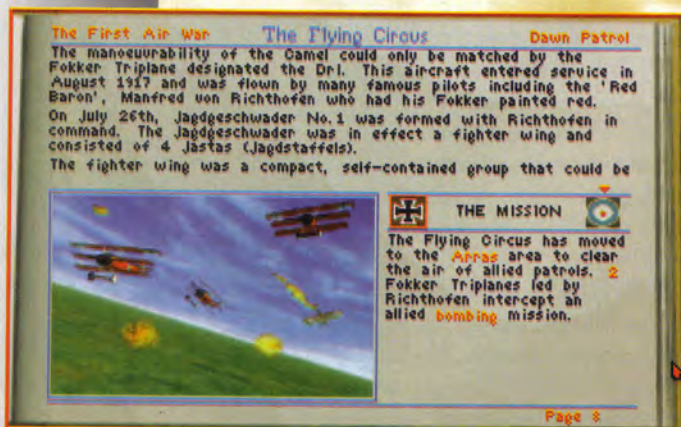 The First Air War The Flying Circus Dawn Patrol
The manoeuvrability of the Camel could only be matched by the
Fokker Triplane designated the Dr1. This aircraft entered service in
August 1917 and was flown by many famous pilots including the 'Red
Baron', Manfred von Richthofen who had his Fokker painted red.
On July 26th, Jagdgeschwader No.1 was formed with Richthofen in
command. The Jagdgeschwader was in effect a fighter wing and
consisted of 4 Jastas (Jagdstaffels).
The fighter wing was a compact, self-contained group that could be
THE MISSION
The Flying Circus has moved
to the Arras area to clear
the air of allied patrols. 2
Fokker Triplanes led by
Richthofen intercept an
allied bombing mission.
Page